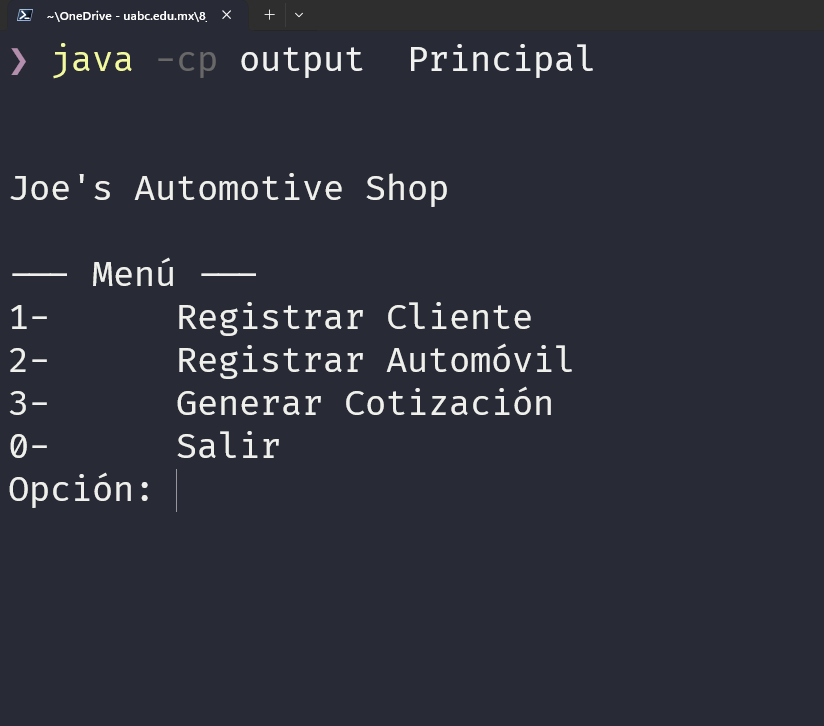 ~\OneDrive - uabc.edu.mx\8
❯ java -cp output  Principal
Joe's Automotive Shop
--- Menú ---
1-      Registrar Cliente
2-      Registrar Automóvil
3-      Generar Cotización
0-      Salir
Opción: